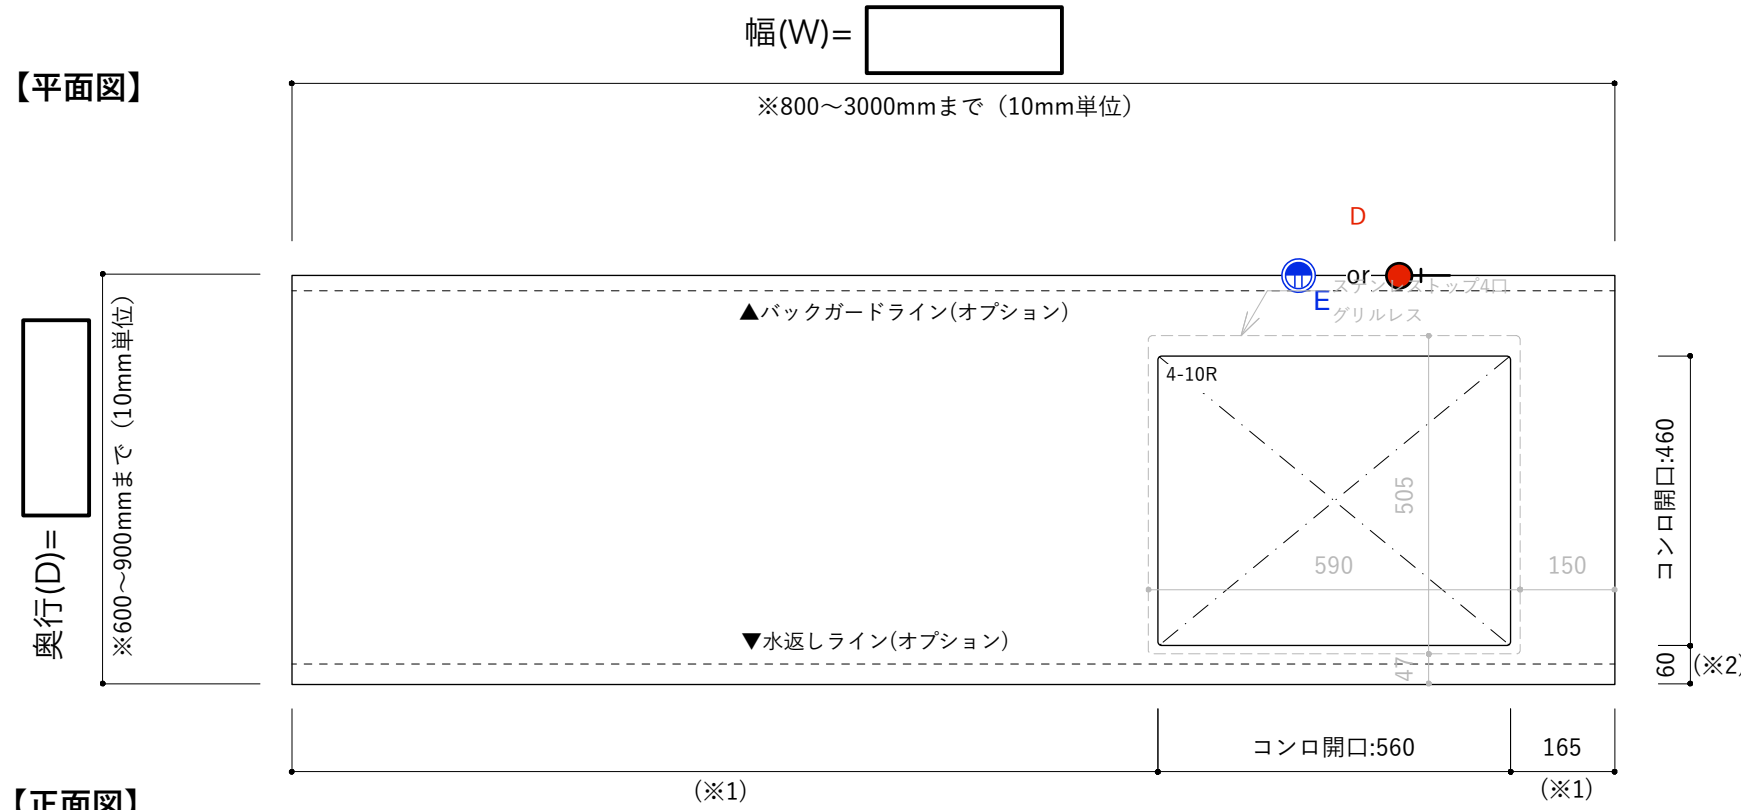 幅(W)=
【平面図】
※800〜3000mmまで（10mm単位）
D
or
ステンレストップ4口
E
グリルレス
▲バックガードライン(オプション)
4-10R
奥行(D)=
※600〜900mmまで（10mm単位）
505
590
150
コンロ開口:460
▼水返しライン(オプション)
47
60
(※2)
コンロ開口:560
165
(※1)
(※1)
【正面図】